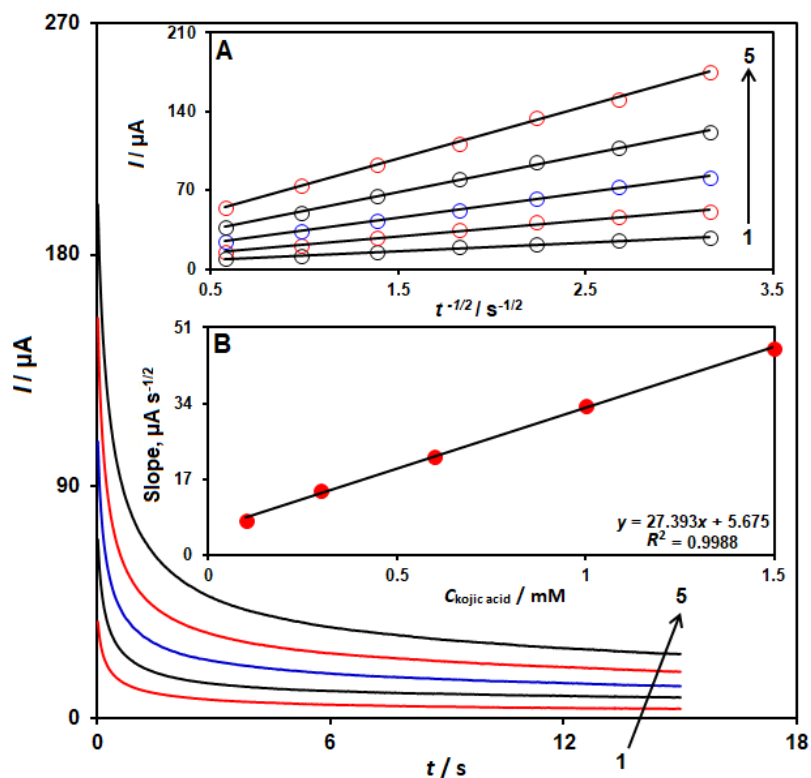 270
180
90
0
I / µA
0 6 12 18
t / s
A
210
140
70
0
I / µA
0.5 1.5 2.5 3.5
t -1/2 / s-1/2
5
1
B
51
34
17
0
Slope, µA s-1/2
0 0.5 1 1.5
Ckojic acid / mM
y = 27.393x + 5.675
R2 = 0.9988
5
1